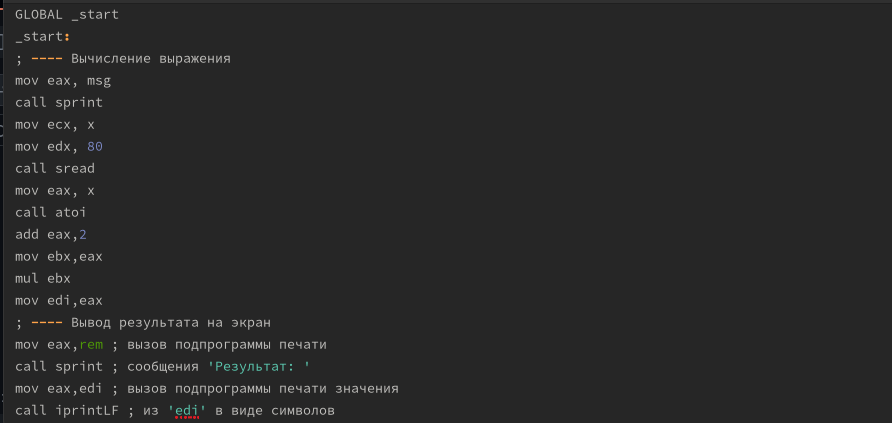 GLOBAL _start
_start:
; ---- Вычисление выражения
mov eax, msg
call sprint
mov ecx, x
mov edx, 80
call sread
mov eax, x
call atoi
add eax,2
mov ebx,eax
mul ebx
mov edi,eax
; ---- Вывод результата на экран
mov eax,rem ; вызов подпрограммы печати
call sprint ; сообщения 'Результат: '
mov eax,edi ; вызов подпрограммы печати значения
call iprintLF ; из 'edi' в виде символов